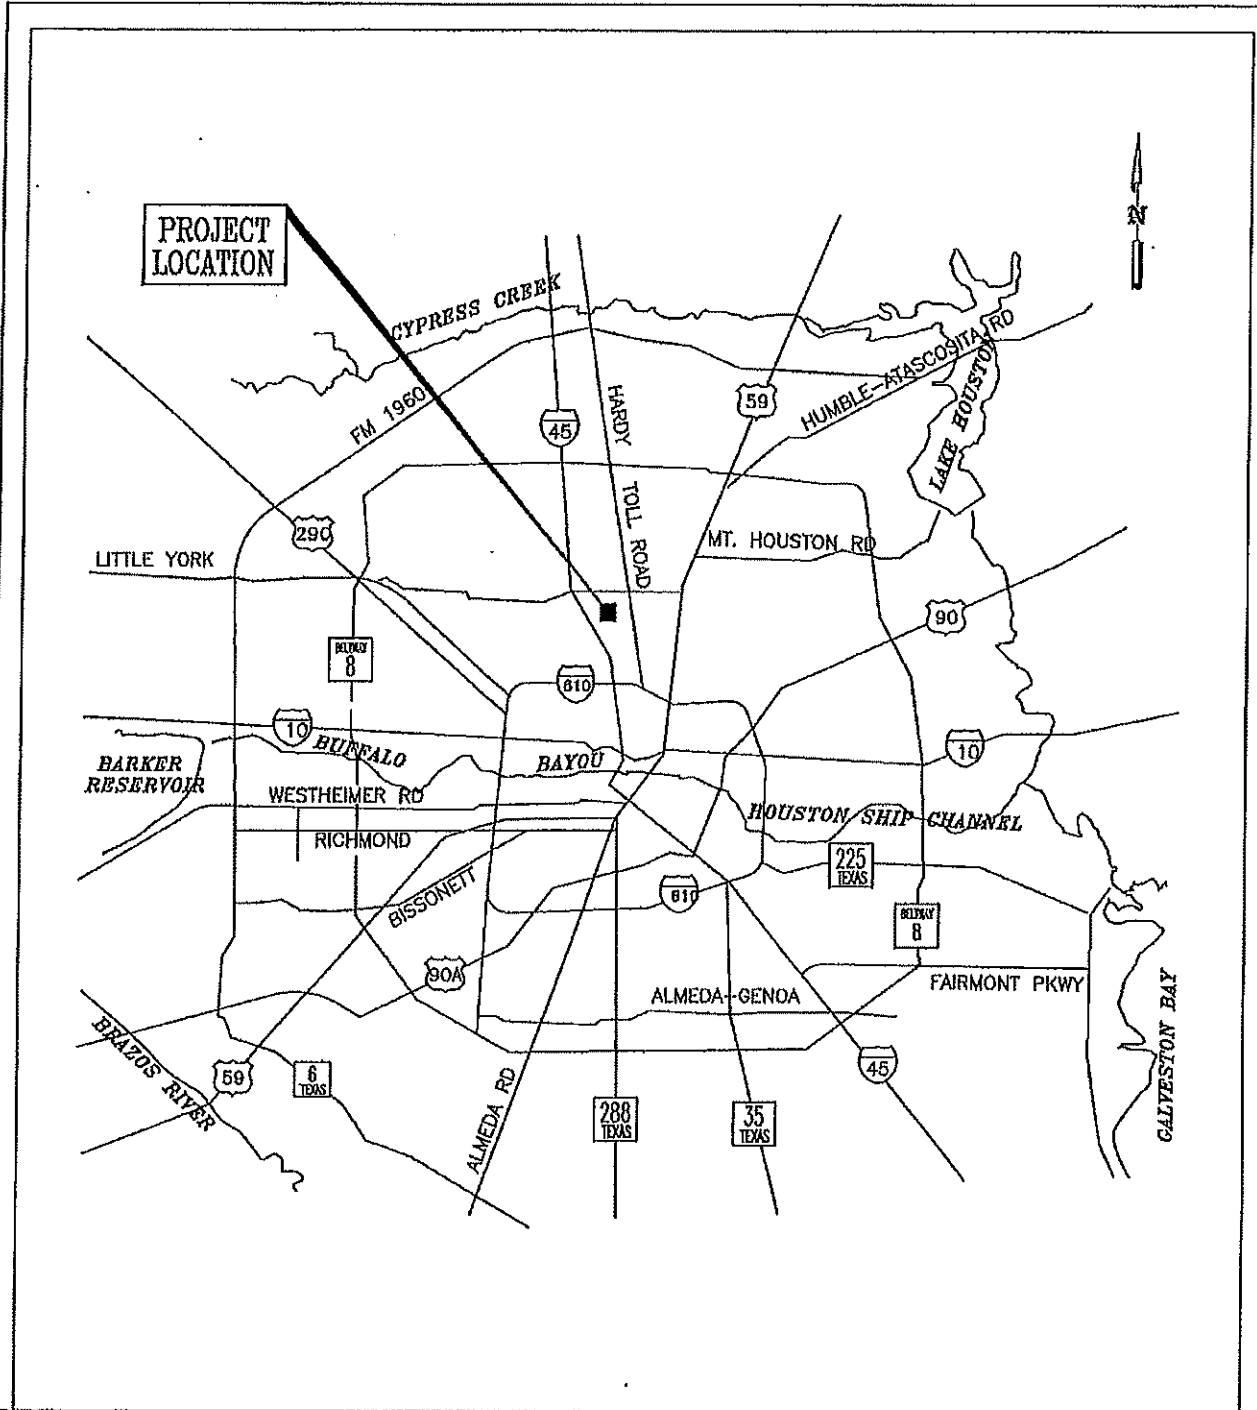 PROJECT
LOCATION
N
CYPRESS CREEK
FM 1960
45
HARDY TOLL ROAD
59
HUMBLE-ATASCOSITA RD
LAKE HOUSTON
290
LITTLE YORK
MT. HOUSTON RD
90
BELTWAY
8
610
10
BUFFALO BAYOU
10
BARKER
RESERVOIR
WESTHEIMER RD
HOUSTON SHIP CHANNEL
RICHMOND
225
TEXAS
BISSONETT
610
BELTWAY
8
90A
FAIRMONT PKWY
ALMEDA-GENOA
GALVESTON BAY
BRAZOS RIVER
59
6
TEXAS
45
288
TEXAS
35
TEXAS
ALMEDA RD